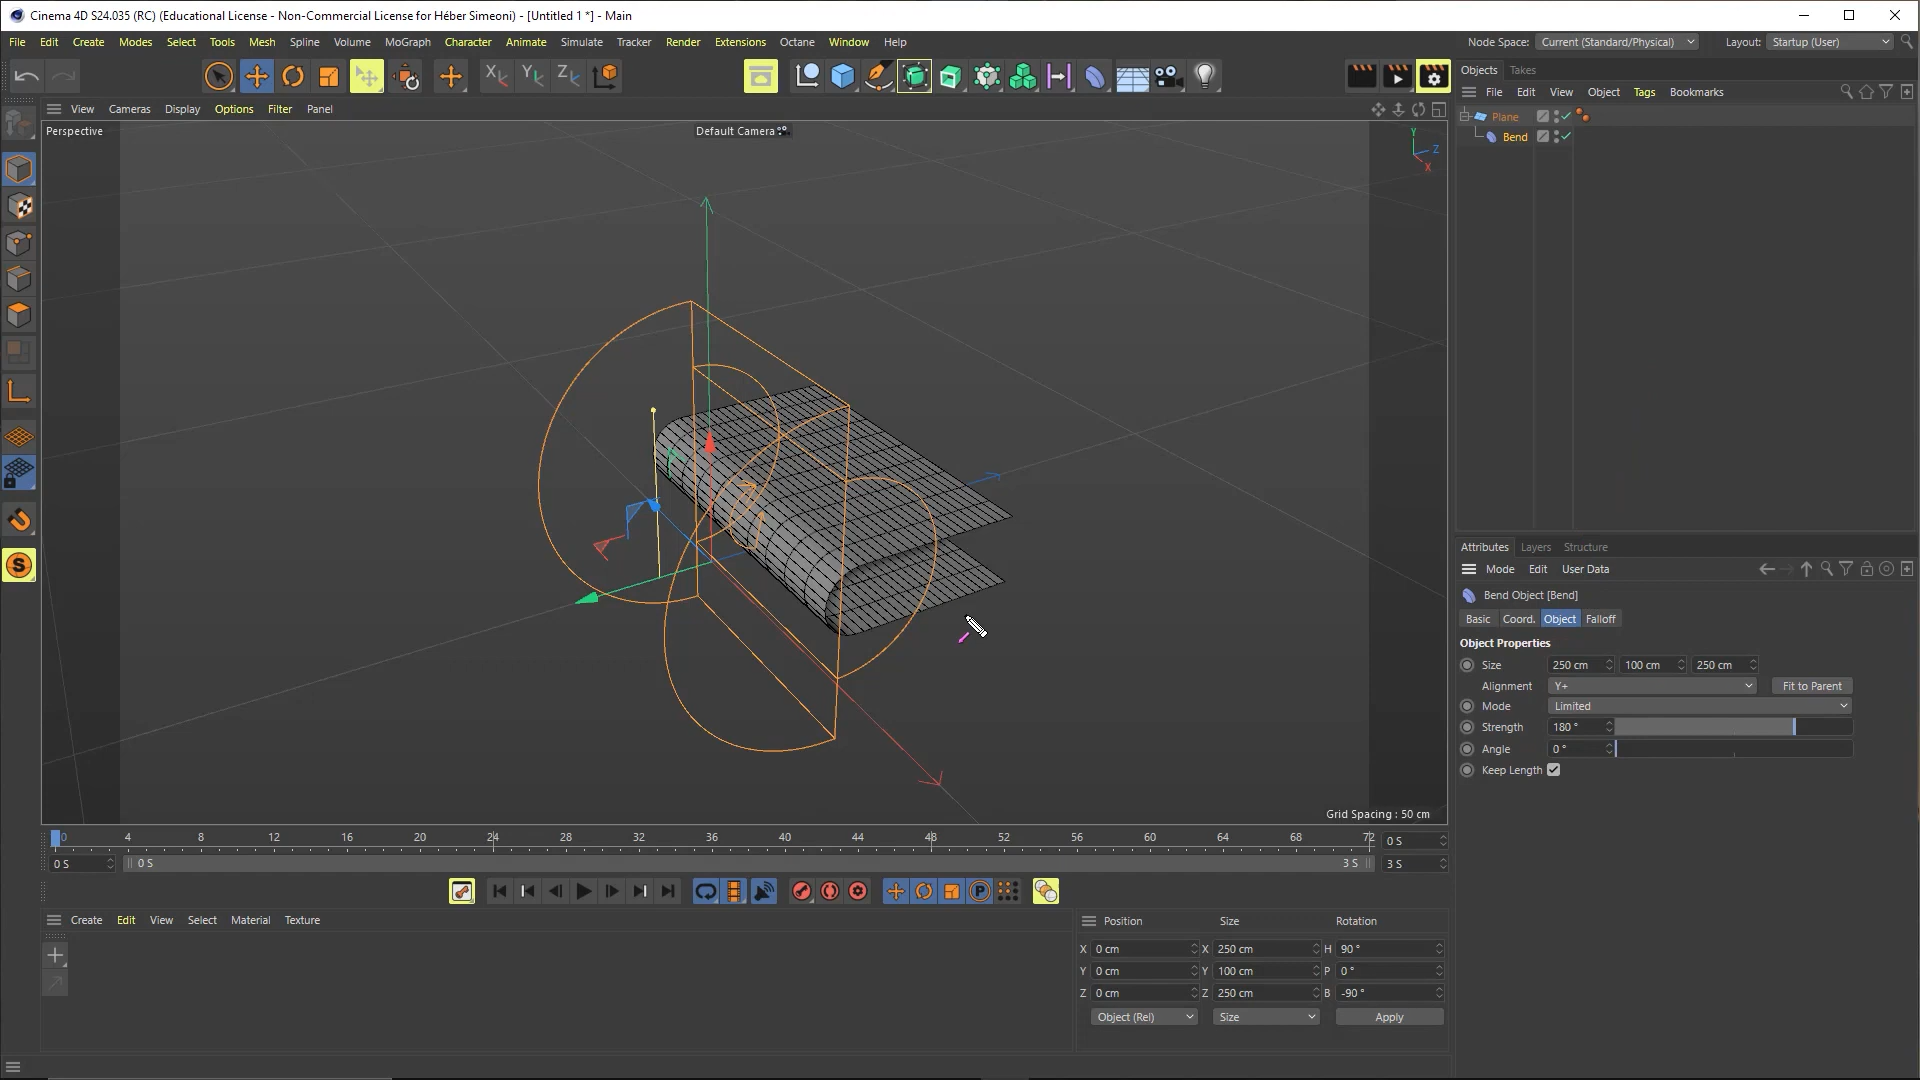 Cinema 4D S24.035 (RC) (Educational License - Non-Commercial License for Héber Simeoni) - [Untitled 1 *] - Main
File Edit Create Modes Select Tools Mesh Spline Volume MoGraph Character Animate Simulate Tracker Render Extensions Octane Window Help Node Space: Current (Standard/Physical) Layout: Startup (User)
X Y Z
Objects Takes
File Edit View Object Tags Bookmarks
View Cameras Display Options Filter Panel
Perspective Default Camera
Plane
Bend
Y
Z
X
S
Attributes Layers Structure
Mode Edit User Data
Bend Object [Bend]
Basic Coord. Object Falloff
Object Properties
Size 250 cm 100 cm 250 cm
Alignment Y+ Fit to Parent
Mode Limited
Strength 180 °
Angle 0 °
Keep Length
Grid Spacing : 50 cm
0 4 8 12 16 20 24 28 32 36 40 44 48 52 56 60 64 68 72 0 S
0 S 0 S 3 S 3 S
P
Create Edit View Select Material Texture
Position Size Rotation
X 0 cm X 250 cm H 90 °
Y 0 cm Y 100 cm P 0 °
Z 0 cm Z 250 cm B -90 °
Object (Rel) Size Apply